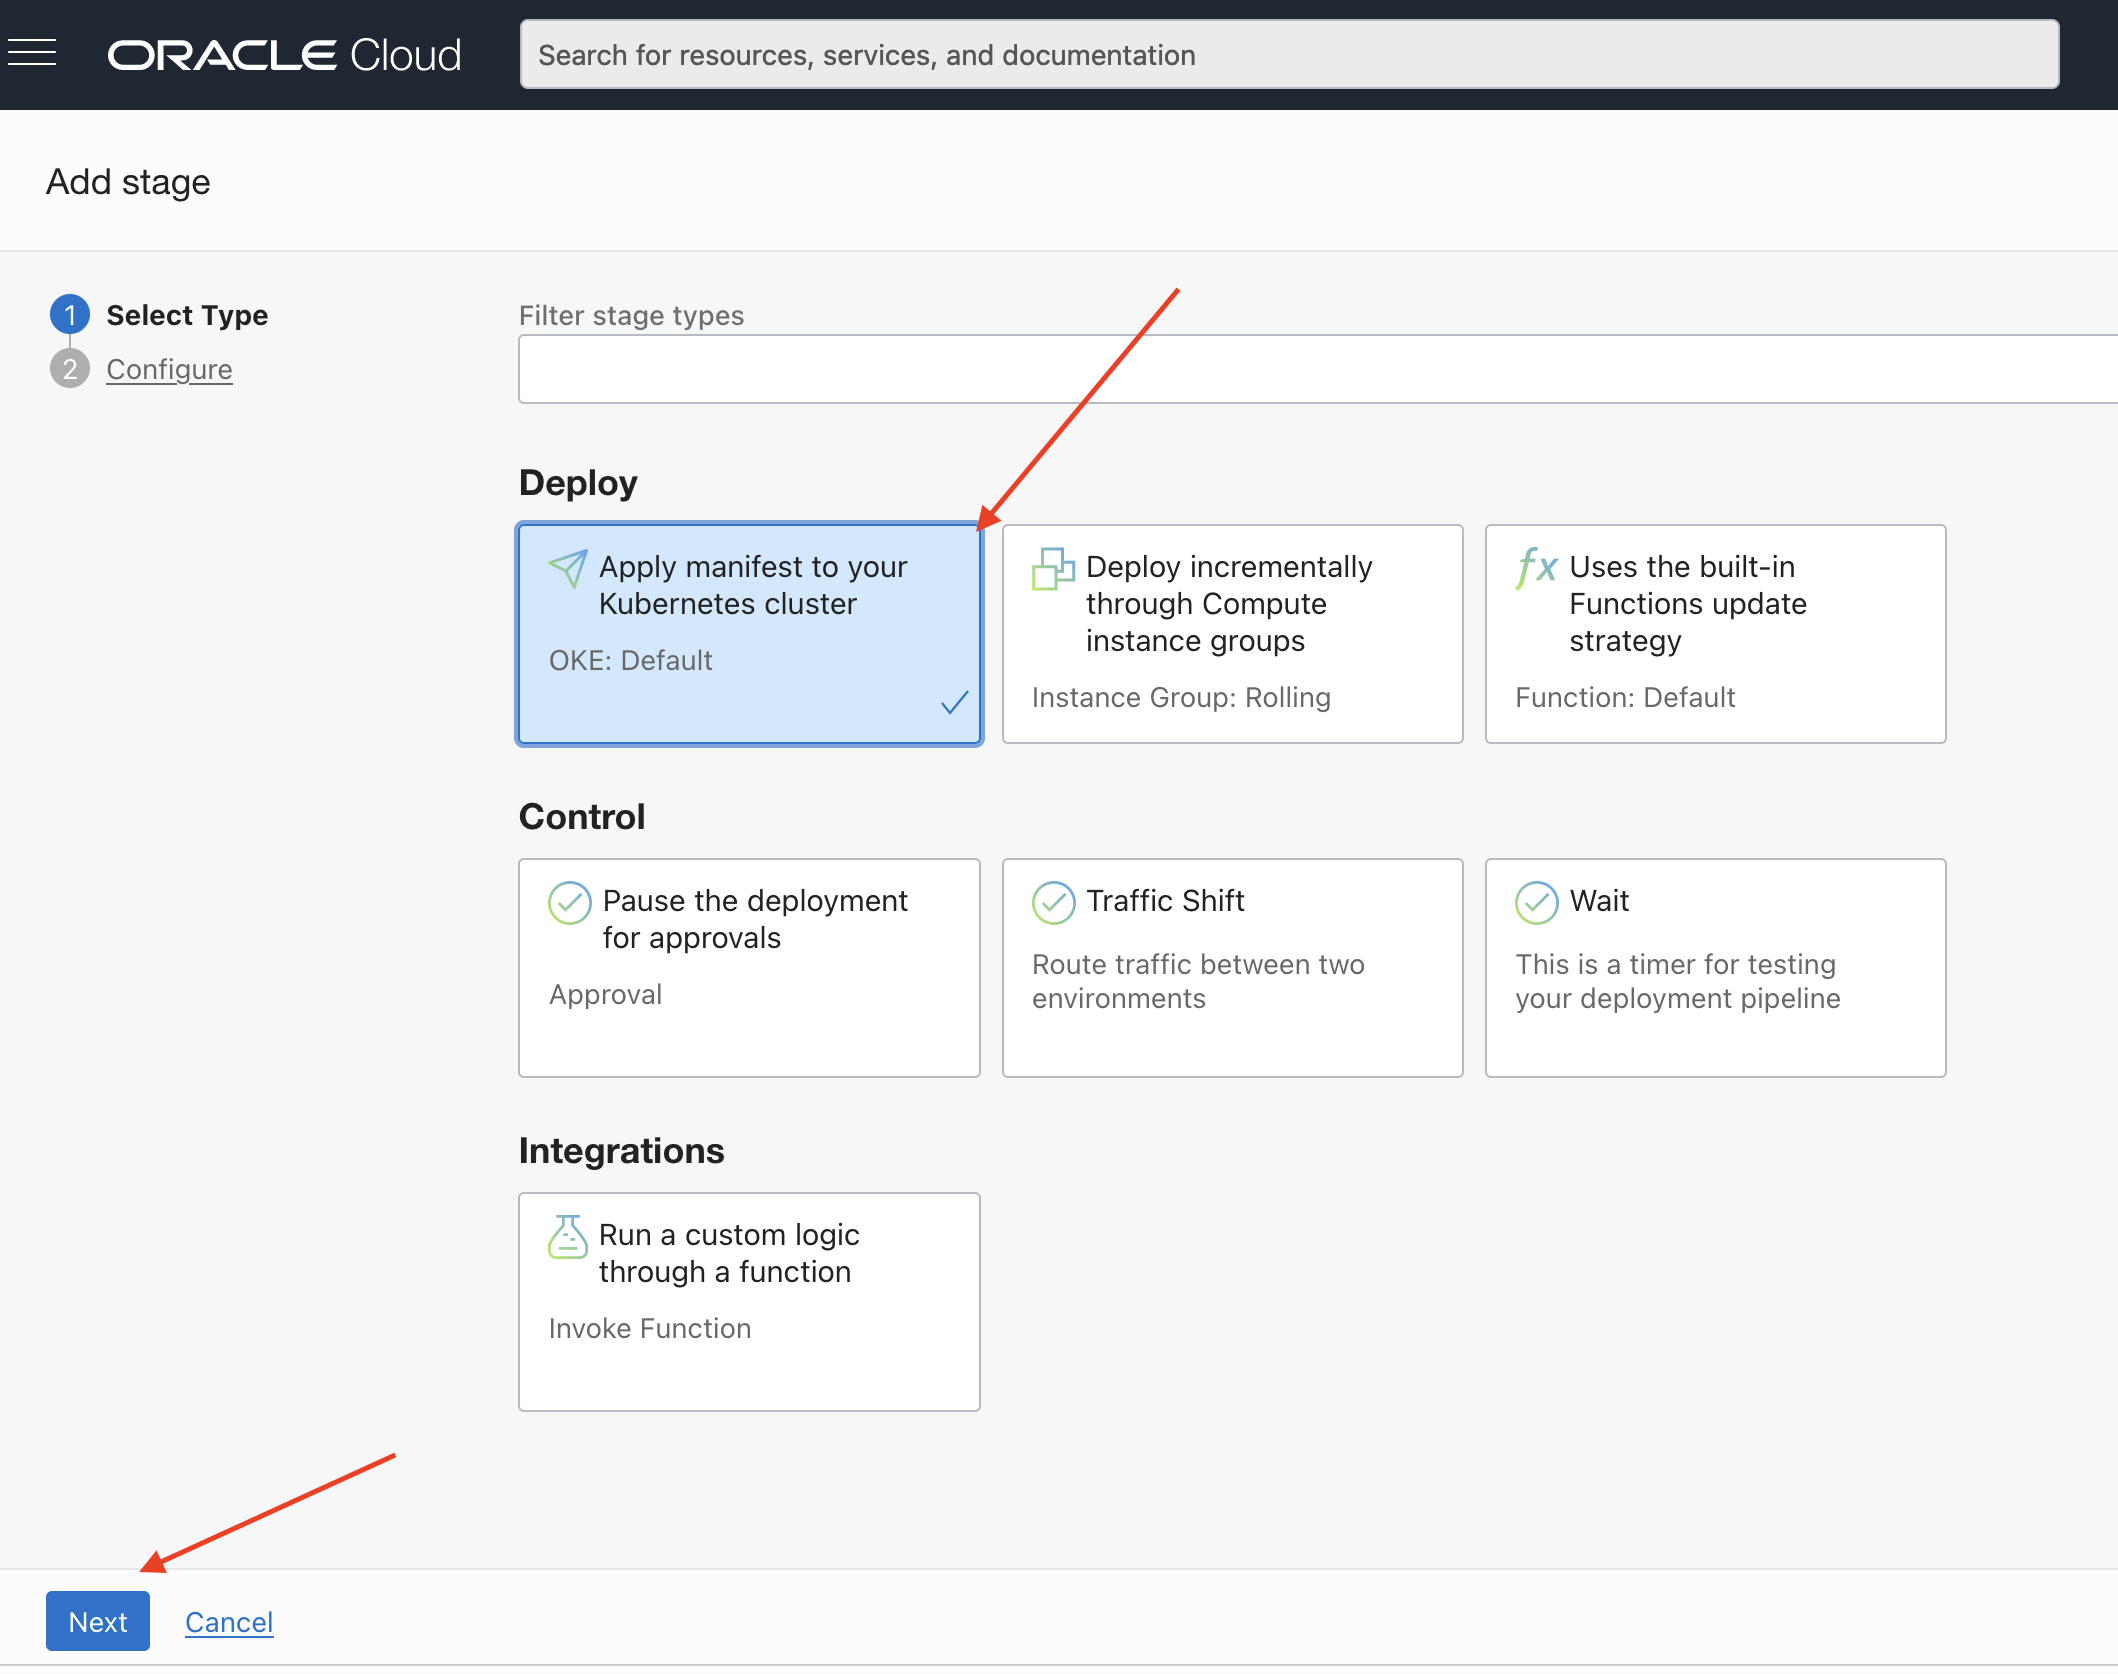 ORACLE Cloud
Search for resources, services, and documentation
Add stage
1 Select Type
2 Configure
Filter stage types
Deploy
Apply manifest to your
Kubernetes cluster
OKE: Default
Deploy incrementally
through Compute
instance groups
Instance Group: Rolling
fx Uses the built-in
Functions update
strategy
Function: Default
Control
Pause the deployment
for approvals
Approval
Traffic Shift
Route traffic between two
environments
Wait
This is a timer for testing
your deployment pipeline
Integrations
Run a custom logic
through a function
Invoke Function
Next Cancel